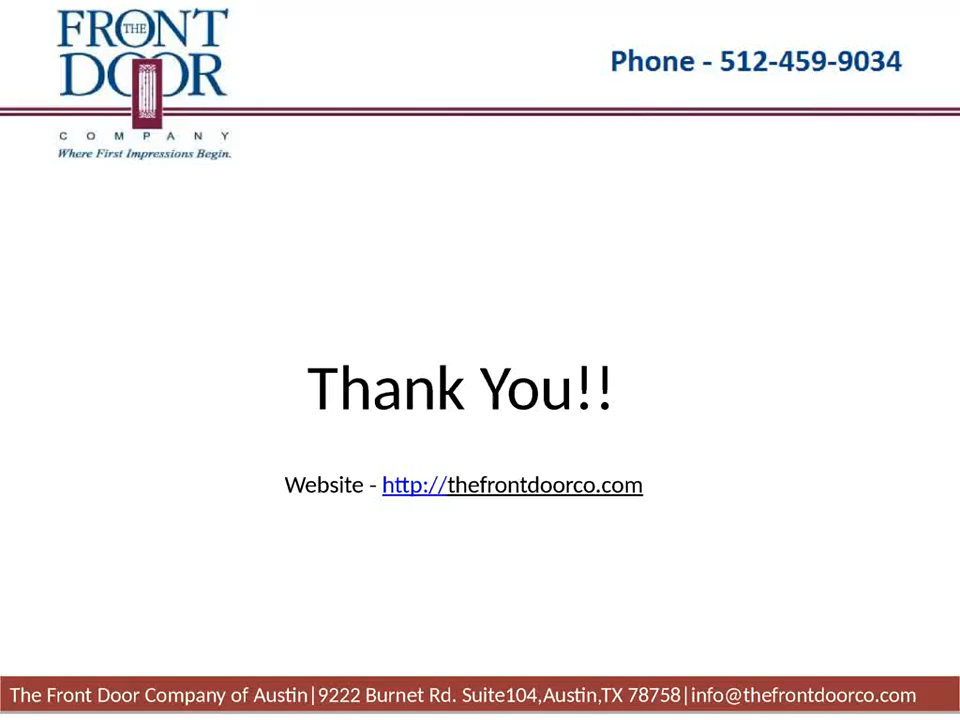 THE
FRONT
DOOR
COMPANY
Where First Impressions Begin.
Phone - 512-459-9034
Thank You!!
Website - http://thefrontdoorco.com
The Front Door Company of Austin|9222 Burnet Rd. Suite104,Austin,TX 78758|info@thefrontdoorco.com